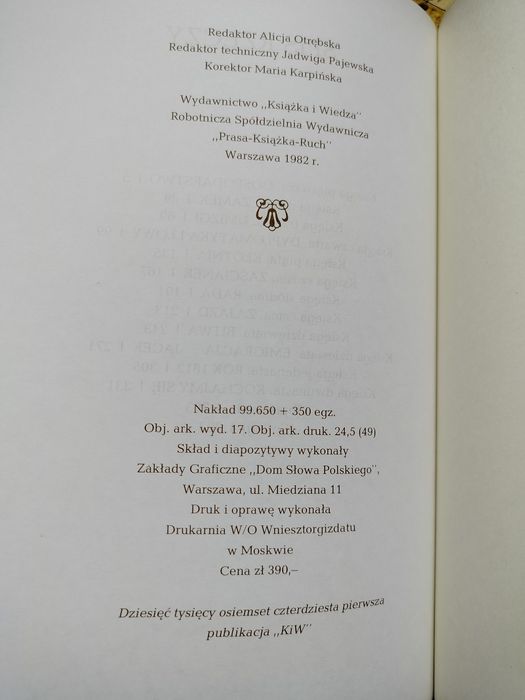 Redaktor Alicja Otrębska
Redaktor techniczny Jadwiga Pajewska
Korektor Maria Karpińska
Wydawnictwo „Książka i Wiedza"
Robotnicza Spółdzielnia Wydawnicza
„Prasa-Książka-Ruch"
Warszawa 1982 r.
Nakład 99.650 + 350 egz.
Obj. ark. wyd. 17. Obj. ark. druk. 24,5 (49)
Skład i diapozytywy wykonały
Zakłady Graficzne „Dom Słowa Polskiego",
Warszawa, ul. Miedziana 11
Druk i oprawę wykonała
Drukarnia W/O Wniesztorgizdatu
w Moskwie
Cena zł 390,–
Dziesięć tysięcy osiemset czterdziesta pierwsza
publikacja „KiW"